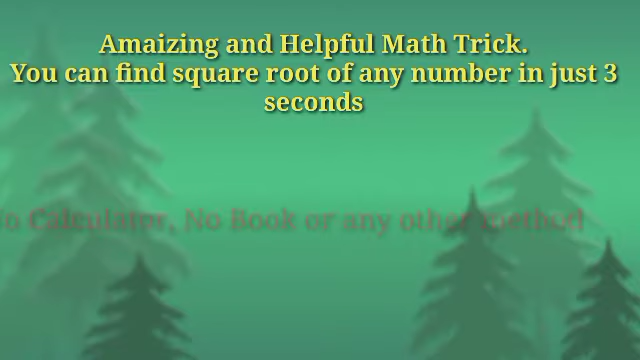 Amaizing and Helpful Math Trick.
You can find square root of any number in just 3
seconds
o Calculator, No Book or any other method